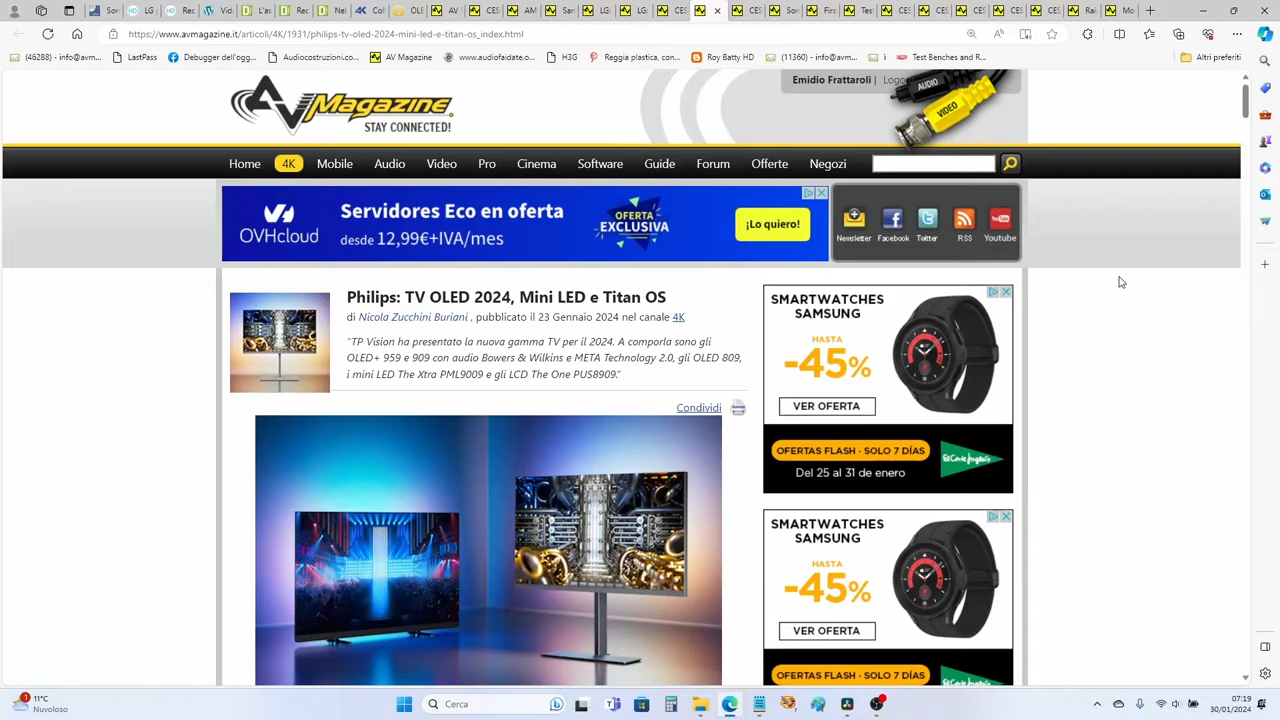 https://www.avmagazine.it/articoli/4K/1931/philips-tv-oled-2024-mini-led-e-titan-os_index.html
(46288) - info@avm...
LastPass
Debugger dell'ogg...
Audiocostruzioni.co...
AV Magazine
www.audiofaidate.o...
H3G
Reggia plastica, co...
Roy Batty HD
(11360) - info@avm...
Test Benches and R...
Altri preferiti
AV Magazine
STAY CONNECTED!
Emidio Frattaroli |
AUDIO
VIDEO
Home
4K
Mobile
Audio
Video
Pro
Cinema
Software
Guide
Forum
Offerte
Negozi
OVHcloud
Servidores Eco en oferta
desde 12,99€+IVA/mes
OFERTA
EXCLUSIVA
¡Lo quiero!
Newsletter
Facebook
Twitter
RSS
Youtube
Philips: TV OLED 2024, Mini LED e Titan OS
di Nicola Zucchini Buriani , pubblicato il 23 Gennaio 2024 nel canale 4K
"TP Vision ha presentato la nuova gamma TV per il 2024. A comporla sono gli
OLED+ 959 e 909 con audio Bowers & Wilkins e META Technology 2.0, gli OLED 809,
i mini LED The Xtra PML9009 e gli LCD The One PUS8909."
Condividi
SMARTWATCHES
SAMSUNG
HASTA
-45%
VER OFERTA
OFERTAS FLASH - SOLO 7 DÍAS
Del 25 al 31 de enero
El Corte Inglés
SMARTWATCHES
SAMSUNG
HASTA
-45%
VER OFERTA
OFERTAS FLASH - SOLO 7 DÍAS
1
11°C
Nuvoloso
Cerca
07:19
30/01/2024